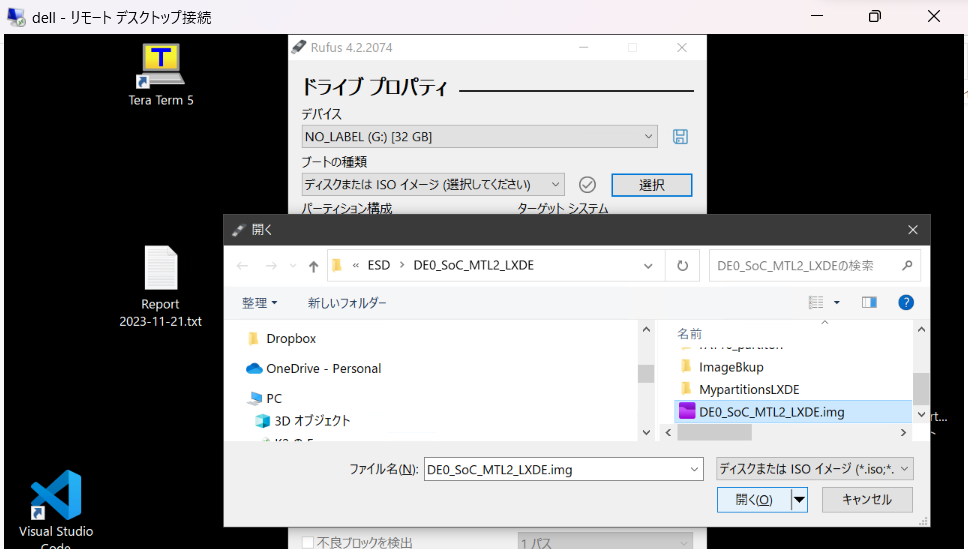 dell - リモート デスクトップ接続
Tera Term 5
Rufus 4.2.2074
ドライブ プロパティ
デバイス
NO_LABEL (G:) [32 GB]
ブートの種類
ディスクまたは ISO イメージ (選択してください)
選択
パーティション構成
ターゲット システム
開く
« ESD › DE0_SoC_MTL2_LXDE
DE0_SoC_MTL2_LXDEの検索
整理
新しいフォルダー
Report
2023-11-21.txt
Dropbox
OneDrive - Personal
PC
3D オブジェクト
名前
ImageBkup
MypartitionsLXDE
DE0_SoC_MTL2_LXDE.img
ファイル名(N):
DE0_SoC_MTL2_LXDE.img
ディスクまたは ISO イメージ (*.iso;*.
開く(O)
キャンセル
Visual Studio
Code
不良ブロックを検出
1 パス